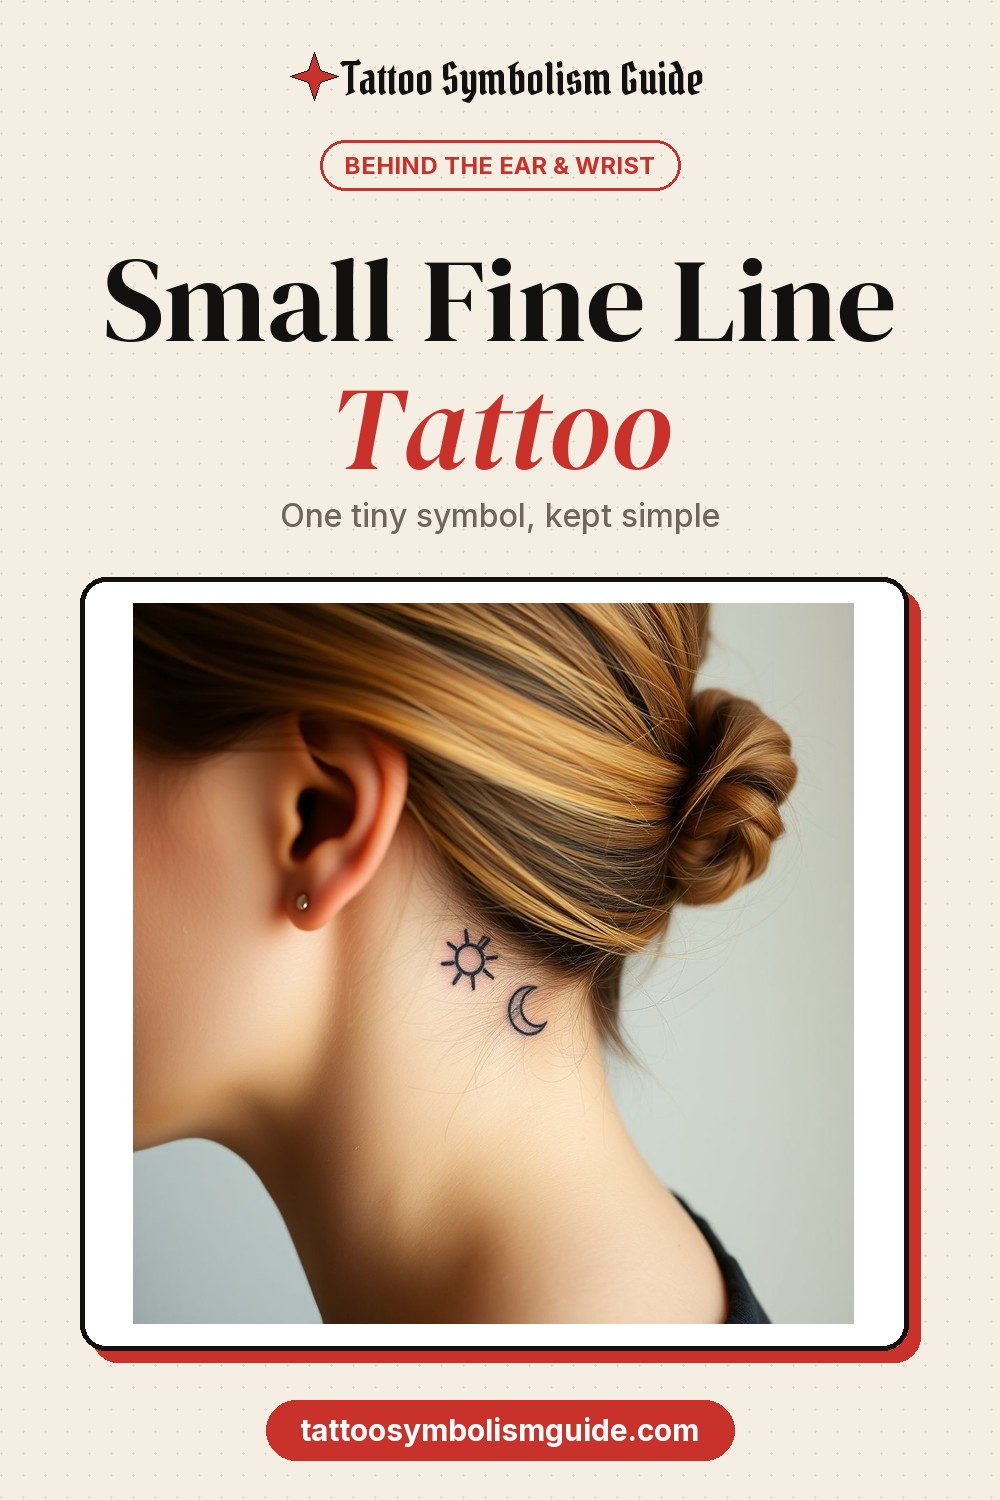 Tattoo Symbolism Guide
BEHIND THE EAR & WRIST
Small Fine Line
Tattoo
One tiny symbol, kept simple
tattoosymbolismguide.com